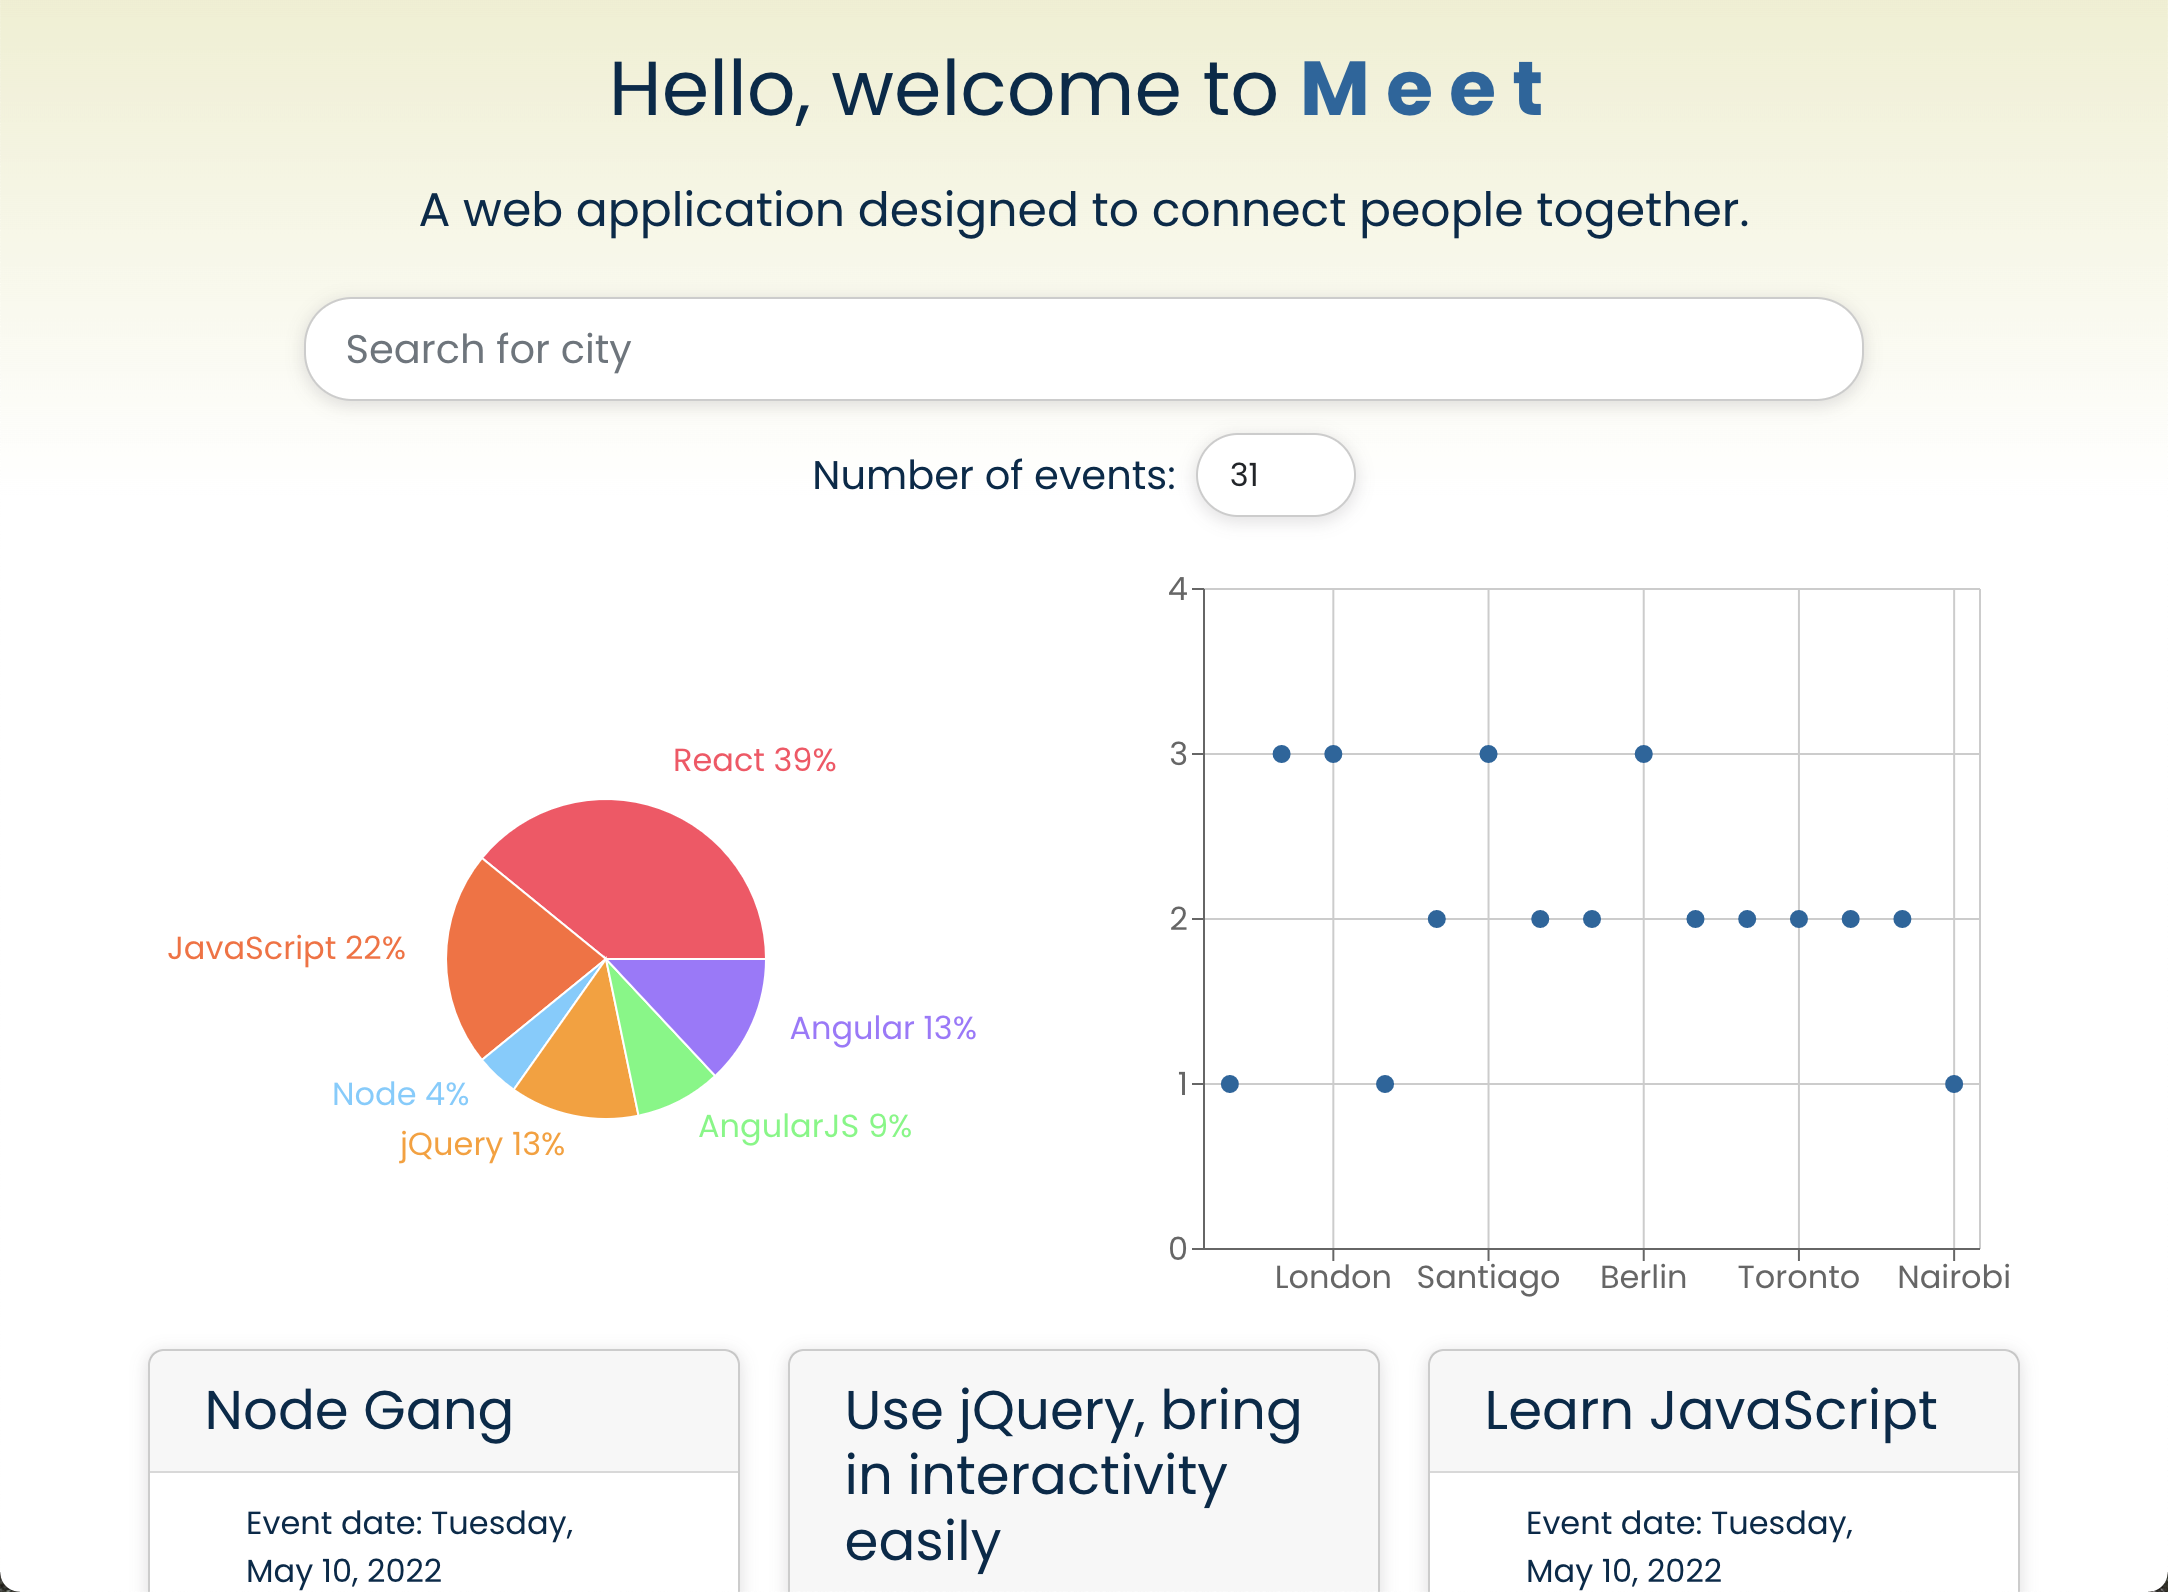 Hello, welcome to Meet
A web application designed to connect people together.
Search for city
Number of events: 31
React 39%
JavaScript 22%
Angular 13%
Node 4%
AngularJS 9%
jQuery 13%
4
3
2
1
0
London Santiago Berlin Toronto Nairobi
Node Gang
Event date: Tuesday,
May 10, 2022
Use jQuery, bring
in interactivity
easily
Learn JavaScript
Event date: Tuesday,
May 10, 2022